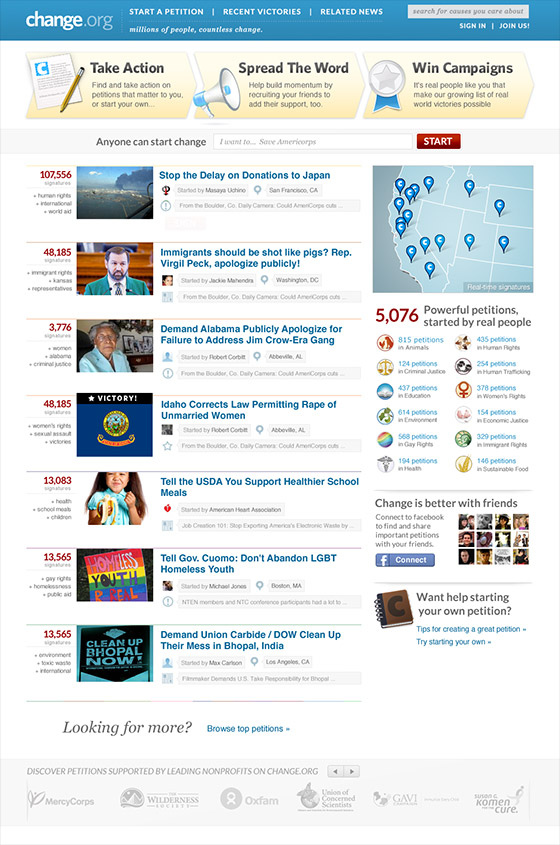 change.org
START A PETITION | RECENT VICTORIES | RELATED NEWS
search for causes you care about
millions of people, countless change.
SIGN IN | JOIN US!
Take Action
Find and take action on
petitions that matter to you,
or start your own...
Spread The Word
Help build momentum by
recruiting your friends to
add their support, too.
Win Campaigns
It's real people like you that
make our growing list of real
world victories possible
Anyone can start change
I want to... Save Americorps
START
107,556
signatures
+ human rights
+ international
+ world aid
Stop the Delay on Donations to Japan
Started by Masaya Uchino
San Francisco, CA
From the Boulder, Co. Daily Camera: Could AmeriCorps cuts ...
48,185
signatures
+ immigrant rights
+ kansas
+ representatives
Immigrants should be shot like pigs? Rep.
Virgil Peck, apologize publicly!
Started by Jackie Mahendra
Washington, DC
From the Boulder, Co. Daily Camera: Could AmeriCorps cuts ...
3,776
signatures
+ women
+ alabama
+ criminal justice
Demand Alabama Publicly Apologize for
Failure to Address Jim Crow-Era Gang
Started by Robert Corbitt
Abbeville, AL
From the Boulder, Co. Daily Camera: Could AmeriCorps cuts ...
48,185
signatures
+ women's rights
+ sexual assault
+ victories
★ VICTORY!
Idaho Corrects Law Permitting Rape of
Unmarried Women
Started by Robert Corbitt
Abbeville, AL
From the Boulder, Co. Daily Camera: Could AmeriCorps cuts ...
13,083
signatures
+ health
+ school meals
+ children
Tell the USDA You Support Healthier School
Meals
Started by American Heart Association
Job Creation 101: Stop Exporting America's Electronic Waste by ...
13,565
signatures
+ gay rights
+ homelessness
+ public aid
HOMELESS
YOUTH
R REAL
Tell Gov. Cuomo: Don't Abandon LGBT
Homeless Youth
Started by Michael Jones
Boston, MA
NTEN members and NTC conference participants had a lot to ...
13,565
signatures
+ environment
+ toxic waste
+ international
CLEAN UP
BHOPAL
NOW!
Demand Union Carbide / DOW Clean Up
Their Mess in Bhopal, India
Started by Max Carlson
Los Angeles, CA
Filmmaker Demands U.S. Take Responsibility for Bhopal ...
Looking for more?
Browse top petitions »
Real-time signatures
5,076 Powerful petitions,
started by real people
815 petitions
in Animals
435 petitions
in Human Rights
124 petitions
in Criminal Justice
254 petitions
in Human Trafficking
437 petitions
in Education
378 petitions
in Women's Rights
614 petitions
in Environment
154 petitions
in Economic Justice
568 petitions
in Gay Rights
329 petitions
in Immigrant Rights
194 petitions
in Health
146 petitions
in Sustainable Food
Change is better with friends
Connect to facebook
to find and share
important petitions
with your friends.
f Connect
Want help starting
your own petition?
Tips for creating a great petition »
Try starting your own »
DISCOVER PETITIONS SUPPORTED BY LEADING NONPROFITS ON CHANGE.ORG
MercyCorps
THE
WILDERNESS
SOCIETY
Oxfam
Union of
Concerned
Scientists
GAVI
susan g.
komen
for the
cure.